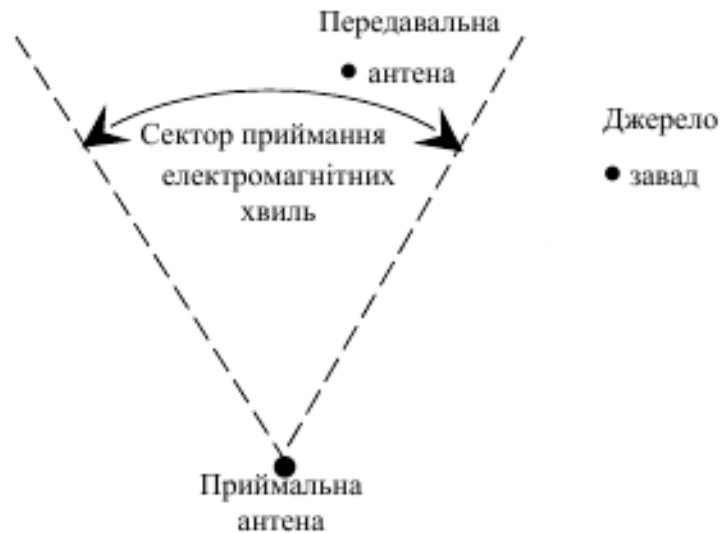 Передавальна
антена
Джерело
завад
Сектор приймання
електромагнітних
хвиль
Приймальна
антена